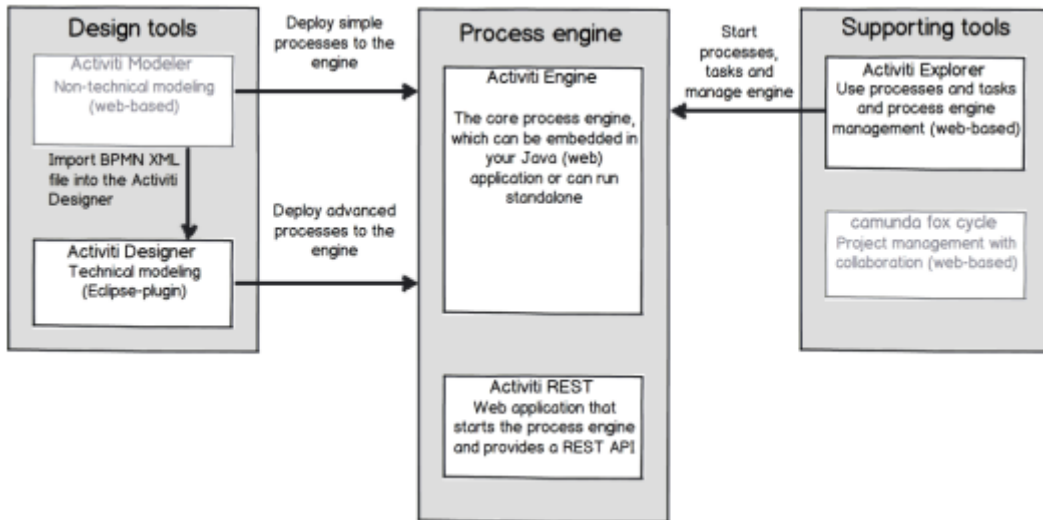 Design tools
Activiti Modeler
Non-technical modeling
(web-based)
Import BPMN XML
file into the Activiti
Designer
Activiti Designer
Technical modeling
(Eclipse-plugin)
Deploy simple
processes to the
engine
Deploy advanced
processes to the
engine
Process engine
Activiti Engine
The core process engine,
which can be embedded in
your Java (web)
application or can run
standalone
Activiti REST
Web application that
starts the process engine
and provides a REST API
Start
processes,
tasks and
manage engine
Supporting tools
Activiti Explorer
Use processes and tasks
and process engine
management (web-based)
camunda fox cycle
Project management with
collaboration (web-based)